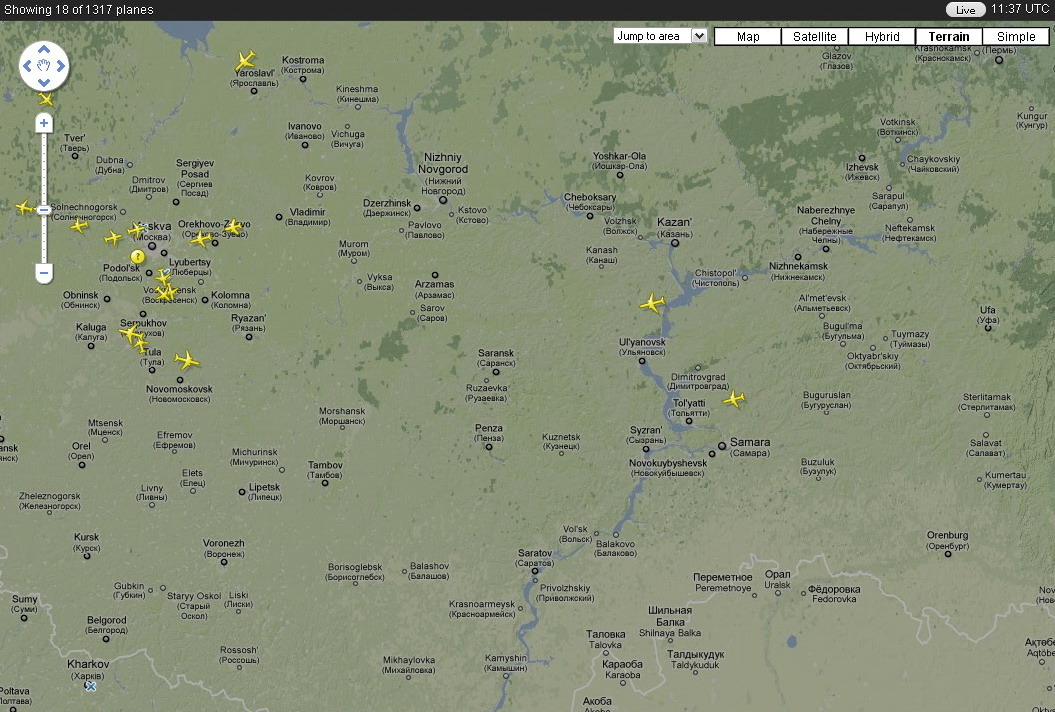 Showing 18 of 1317 planes
Live
11:37 UTC
Jump to area
Map
Satellite
Hybrid
Terrain
Simple
Krasnokamsk
(Краснокамск)
(Пермь)
Glazov
(Глазов)
Yaroslavl'
(Ярославль)
Kostroma
(Кострома)
Kineshma
(Кинешма)
Kungur
(Кунгур)
Votkinsk
(Воткинск)
Ivanovo
(Иваново)
Vichuga
(Вичуга)
Tver'
(Тверь)
Dubna
(Дубна)
Sergiyev
Posad
(Сергиев
Посад)
Nizhniy
Novgorod
(Нижний
Новгород)
Yoshkar-Ola
(Йошкар-Ола)
Izhevsk
(Ижевск)
Chaykovskiy
(Чайковский)
Dmitrov
(Дмитров)
Kovrov
(Ковров)
Sarapul
(Сарапул)
Solnechnogorsk
(Солнечногорск)
Vladimir
(Владимир)
Dzerzhinsk
(Дзержинск)
Kstovo
(Кстово)
Cheboksary
(Чебоксары)
Volzhsk
(Волжск)
Kazan'
(Казань)
Naberezhnye
Chelny
(Набережные
Челны)
Neftekamsk
(Нефтекамск)
skva
(Москва)
Pavlovo
(Павлово)
Murom
(Муром)
Kanash
(Канаш)
Podol'sk
(Подольск)
Lyubertsy
(Люберцы)
Chistopol'
(Чистополь)
Nizhnekamsk
(Нижнекамск)
Vyksa
(Выкса)
Arzamas
(Арзамас)
Obninsk
(Обнинск)
(Воскресенск)
Kolomna
(Коломна)
Sarov
(Саров)
Al'met'evsk
(Альметьевск)
Ufa
(Уфа)
Kaluga
(Калуга)
Serpukhov
Ryazan'
(Рязань)
Bugul'ma
(Бугульма)
Tuymazy
(Туймазы)
Ul'yanovsk
(Ульяновск)
Tula
(Тула)
Saransk
(Саранск)
Oktyabr'skiy
(Октябрьский)
Novomoskovsk
(Новомосковск)
Ruzaevka
(Рузаевка)
Dimitrovgrad
(Димитровград)
Tol'yatti
(Тольятти)
Buguruslan
(Бугуруслан)
Sterlitamak
(Стерлитамак)
Morshansk
(Моршанск)
Mtsensk
(Мценск)
Efremov
(Ефремов)
Penza
(Пенза)
Kuznetsk
(Кузнецк)
Syzran'
(Сызрань)
Samara
(Самара)
Salavat
(Салават)
Orel
(Орел)
Michurinsk
(Мичуринск)
Tambov
(Тамбов)
Novokuybyshevsk
(Новокуйбышевск)
Buzuluk
(Бузулук)
Kumertau
(Кумертау)
Elets
(Елец)
Livny
(Ливны)
Lipetsk
(Липецк)
Zheleznogorsk
(Железногорск)
Kursk
(Курск)
Voronezh
(Воронеж)
Vol'sk
(Вольск)
Balakovo
(Балаково)
Orenburg
(Оренбург)
Saratov
(Саратов)
Borisoglebsk
(Борисоглебск)
Balashov
(Балашов)
Переметное
Peremetnoye
Орал
Uralsk
Фёдоровка
Fedorovka
Gubkin
(Губкин)
Staryy Oskol
(Старый
Оскол)
Liski
(Лиски)
Privolzhskiy
(Приволжский)
Sumy
(Суми)
Krasnoarmeysk
(Красноармейск)
Шильная
Балка
Shilnaya Balka
Belgorod
(Белгород)
Таловка
Talovka
Rossosh'
(Россошь)
Kharkov
(Харків)
Mikhaylovka
(Михайловка)
Kamyshin
(Камышин)
Караоба
Karaoba
Талдыкудук
Taldykuduk
Акоба